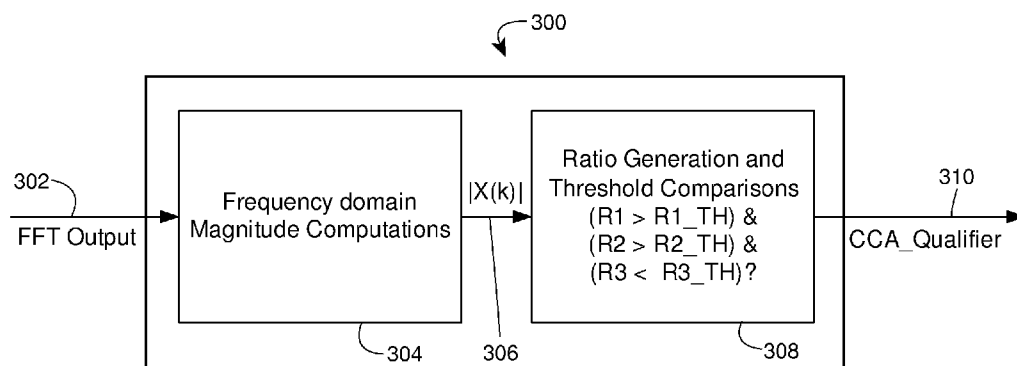 300
302
FFT Output
Frequency domain
Magnitude Computations
304
|X(k)|
306
Ratio Generation and
Threshold Comparisons
(R1 > R1_TH) &
(R2 > R2_TH) &
(R3 < R3_TH)?
308
310
CCA_Qualifier